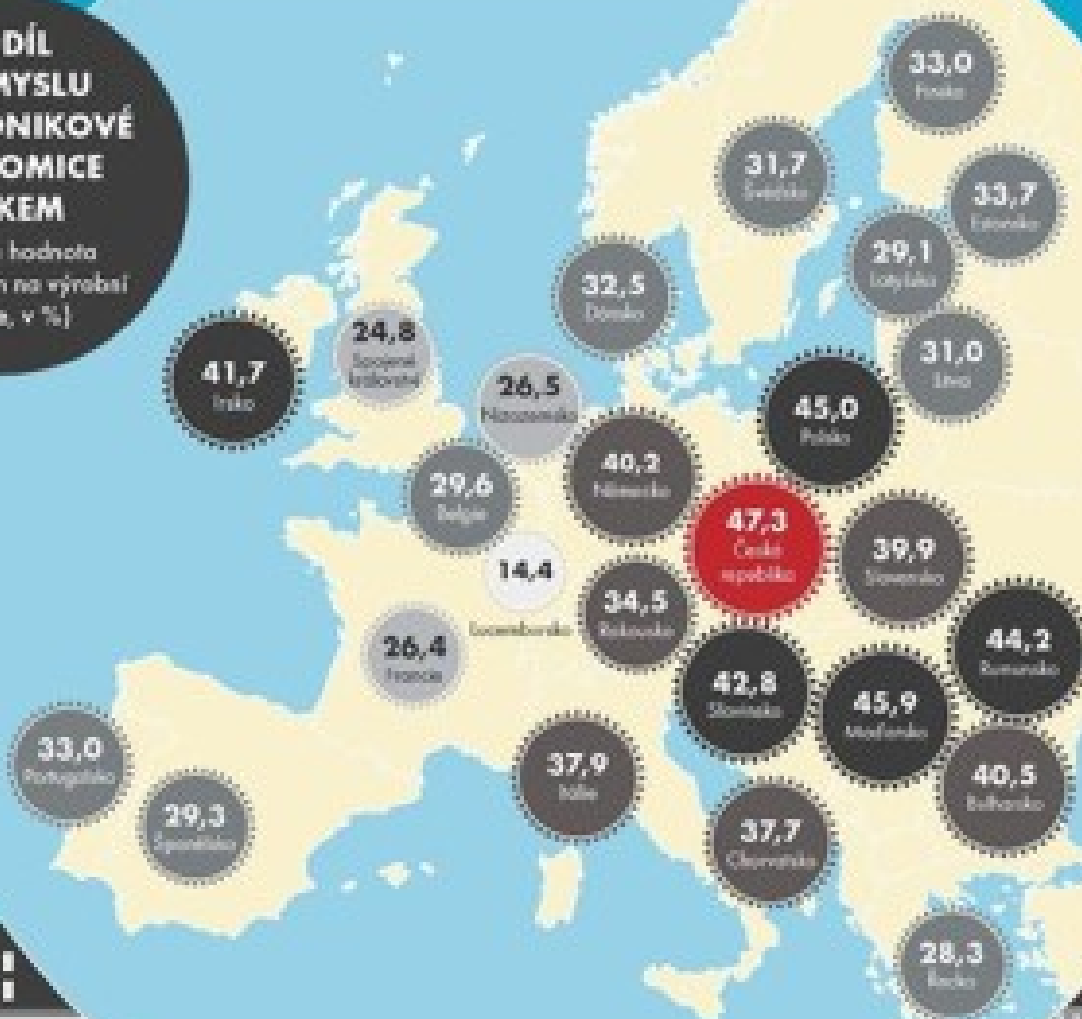 DÍL
MYSLU
ONIKOVÉ
OMICE
KEM
hodnota
na výrobní
, v %)
33,0
Finsko
31,7
Švédsko
33,7
Estonsko
29,1
Lotyšsko
32,5
Dánsko
31,0
Litva
24,8
Spojené
království
41,7
Irsko
26,5
Nizozemsko
45,0
Polsko
40,2
Německo
29,6
Belgie
47,3
Česká
republika
39,9
Slovensko
14,4
Lucembursko
34,5
Rakousko
26,4
Francie
44,2
Rumunsko
42,8
Slovinsko
45,9
Maďarsko
33,0
Portugalsko
37,9
Itálie
40,5
Bulharsko
29,3
Španělsko
37,7
Chorvatsko
28,3
Řecko